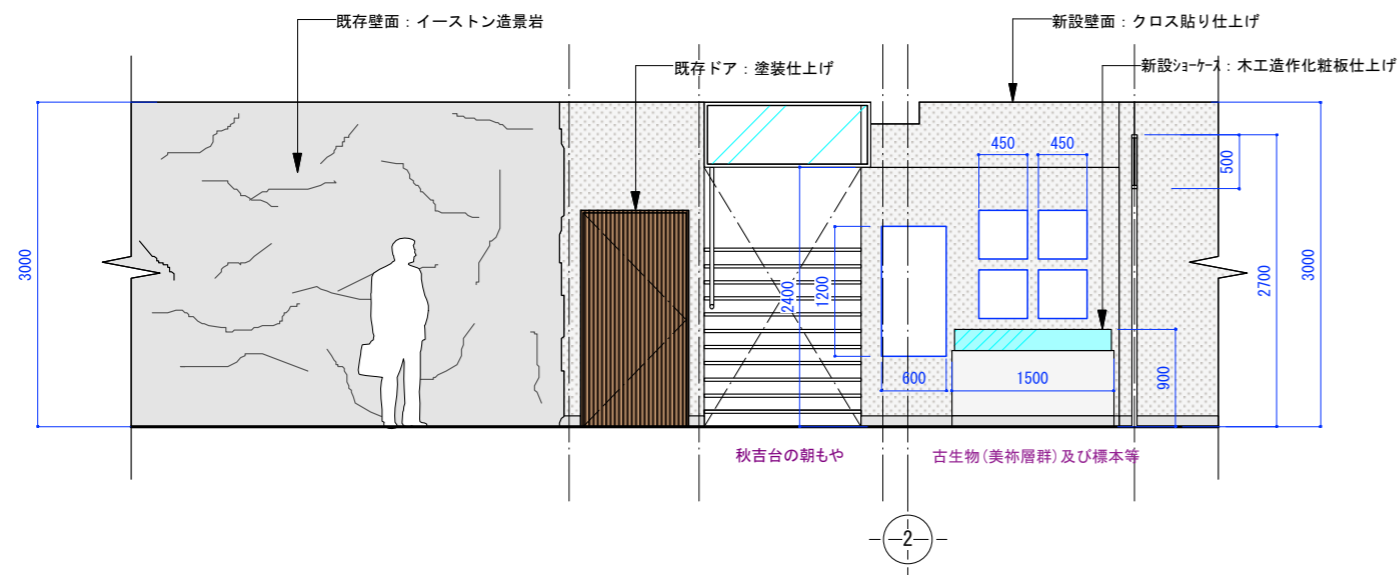 既存壁面：イーストン造景岩
新設壁面：クロス貼り仕上げ
既存ドア：塗装仕上げ
新設ｼｮｰｹｰｽ：木工造作化粧板仕上げ
450
450
500
3000
2400
1200
2700
3000
600
1500
900
秋吉台の朝もや
古生物(美祢層群)及び標本等
2